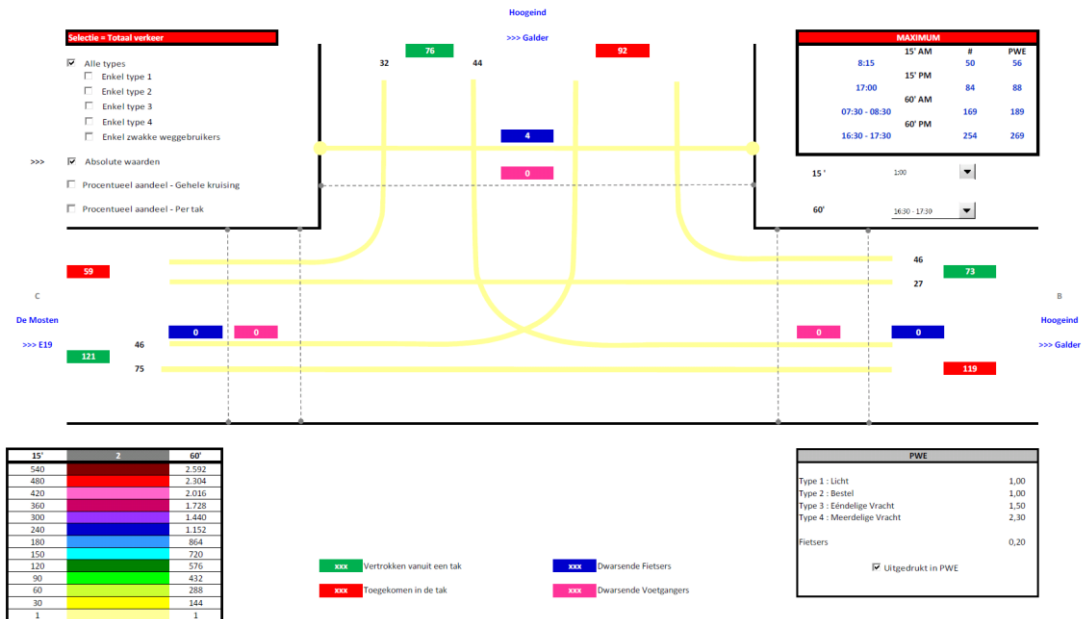 Hoogeind
>>> Galder
Selectie = Totaal verkeer
Alle types
Enkel type 1
Enkel type 2
Enkel type 3
Enkel type 4
Enkel zwakke weggebruikers
>>> Absolute waarden
Procentueel aandeel - Gehele kruising
Procentueel aandeel - Per tak
76
92
32
44
4
0
MAXIMUM
15' AM # PWE
8:15 50 56
15' PM
17:00 84 88
60' AM
07:30 - 08:30 169 189
60' PM
16:30 - 17:30 254 269
15 ' 1:00
60' 16:30 - 17:30
59
46
73
27
C
De Mosten
>>> E19
0 0
46
121
75
0 0
B
Hoogeind
>>> Galder
119
15' 2 60'
540 2.592
480 2.304
420 2.016
360 1.728
300 1.440
240 1.152
180 864
150 720
120 576
90 432
60 288
30 144
1 1
xxx Vertrokken vanuit een tak
xxx Toegekomen in de tak
xxx Dwarsende Fietsers
xxx Dwarsende Voetgangers
PWE
Type 1 : Licht 1,00
Type 2 : Bestel 1,00
Type 3 : Eéndelige Vracht 1,50
Type 4 : Meerdelige Vracht 2,30
Fietsers 0,20
Uitgedrukt in PWE